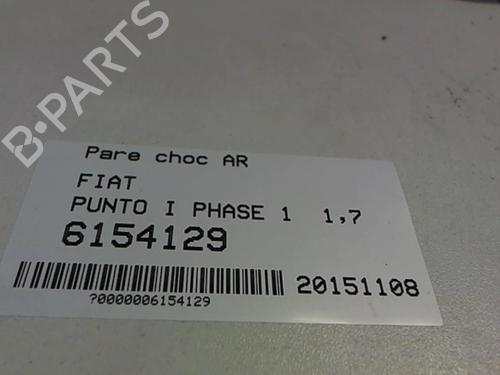 B-PARTS
Pare choc AR
FIAT
PUNTO I PHASE 1 1,7
6154129
20151108
?0000006154129